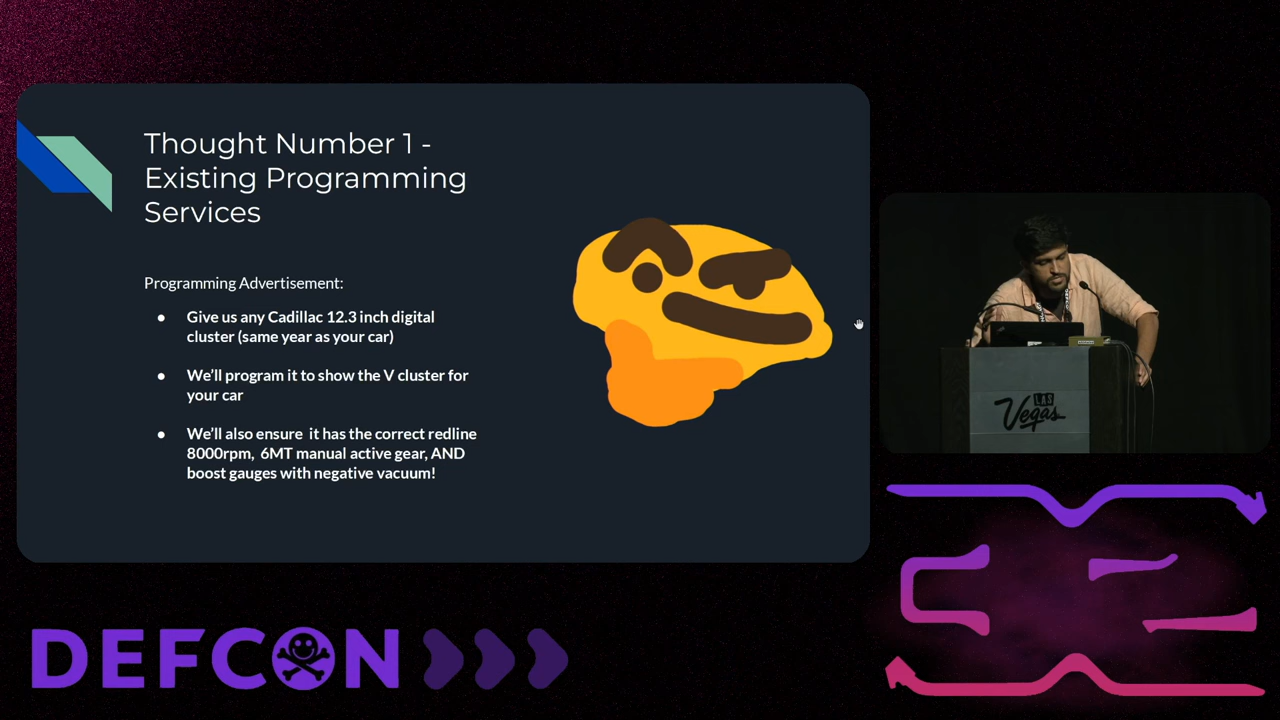 Thought Number 1 -
Existing Programming
Services
Programming Advertisement:
● Give us any Cadillac 12.3 inch digital
cluster (same year as your car)
● We'll program it to show the V cluster for
your car
● We'll also ensure it has the correct redline
8000rpm, 6MT manual active gear, AND
boost gauges with negative vacuum!
LAS
Vegas
DEFCON